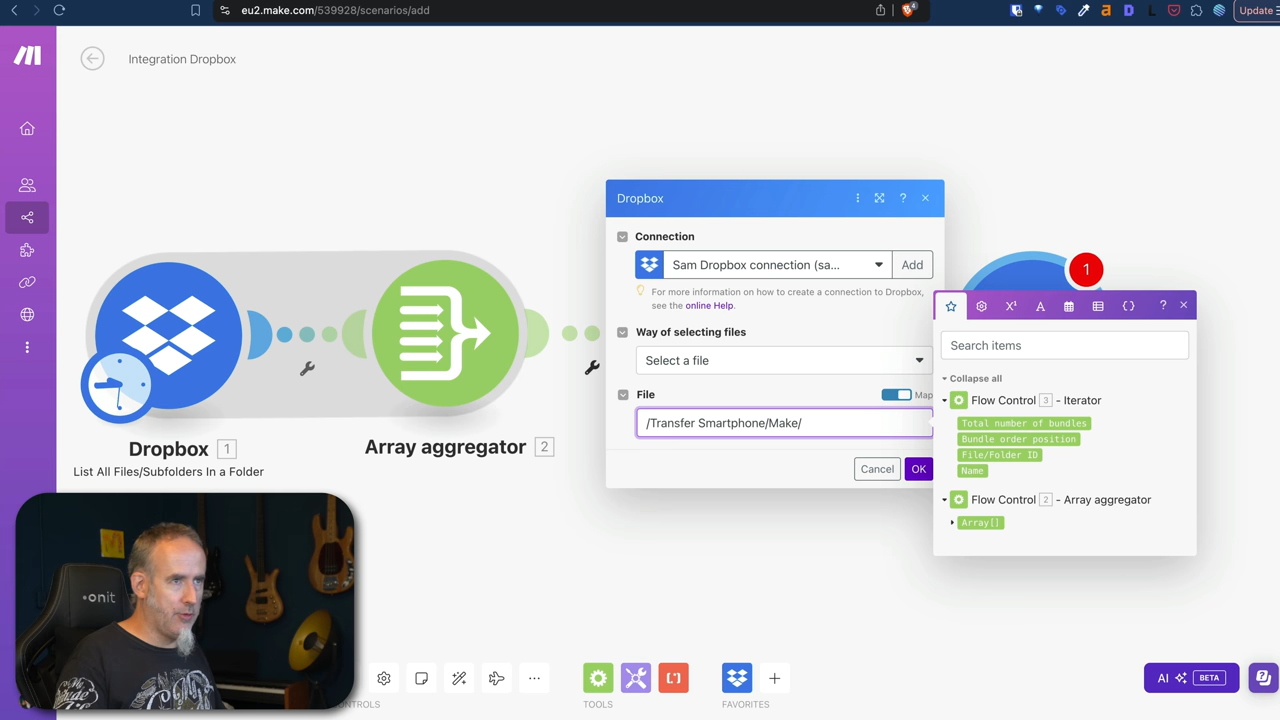 eu2.make.com/539928/scenarios/add
4
Update
Integration Dropbox
Dropbox
Connection
Sam Dropbox connection (sa...
Add
For more information on how to create a connection to Dropbox,
see the online Help.
Way of selecting files
Select a file
File
Map
/Transfer Smartphone/Make/
Cancel
OK
1
Search items
Collapse all
Flow Control 3 - Iterator
Total number of bundles
Bundle order position
File/Folder ID
Name
Flow Control 2 - Array aggregator
Array[]
Dropbox 1
List All Files/Subfolders In a Folder
Array aggregator 2
onit
TOOLS
FAVORITES
AI BETA